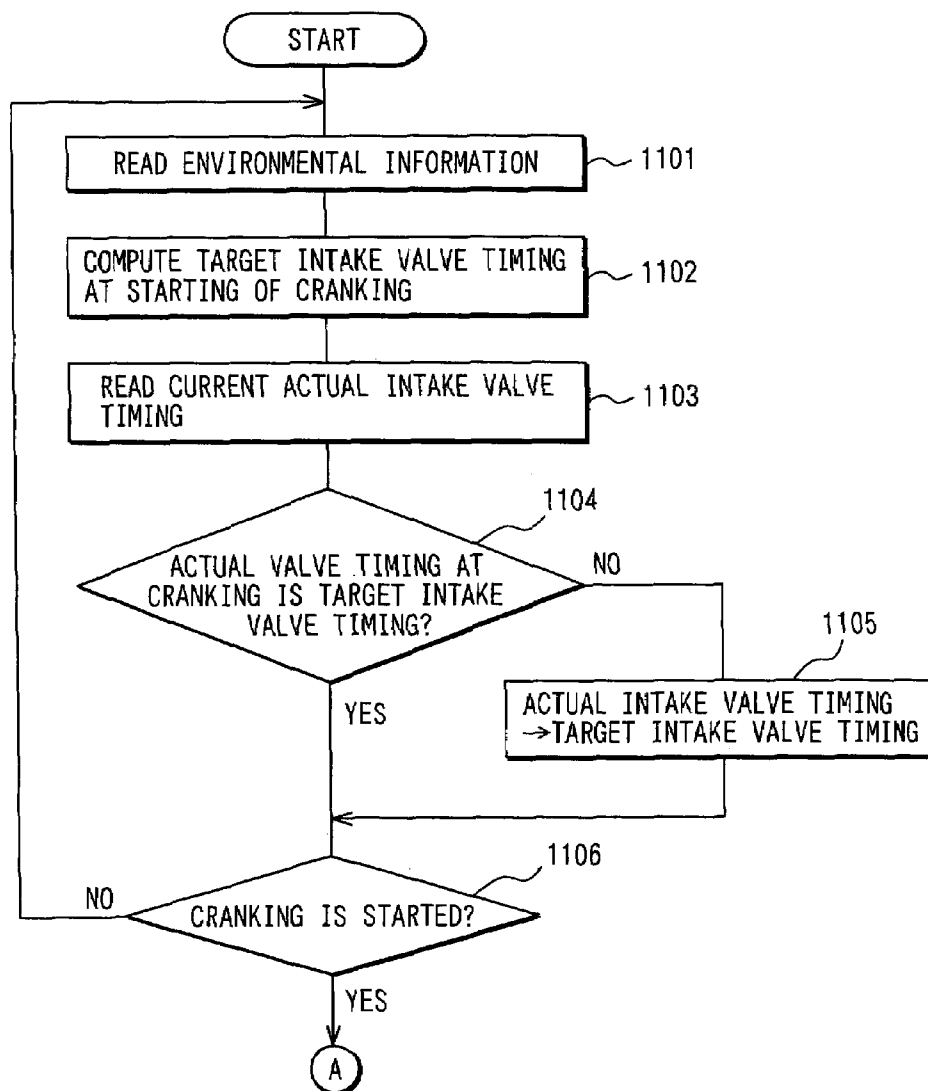 START
READ ENVIRONMENTAL INFORMATION
1101
COMPUTE TARGET INTAKE VALVE TIMING
AT STARTING OF CRANKING
1102
READ CURRENT ACTUAL INTAKE VALVE
TIMING
1103
1104
ACTUAL VALVE TIMING AT
CRANKING IS TARGET INTAKE
VALVE TIMING?
NO
YES
1105
ACTUAL INTAKE VALVE TIMING
→TARGET INTAKE VALVE TIMING
1106
CRANKING IS STARTED?
NO
YES
A